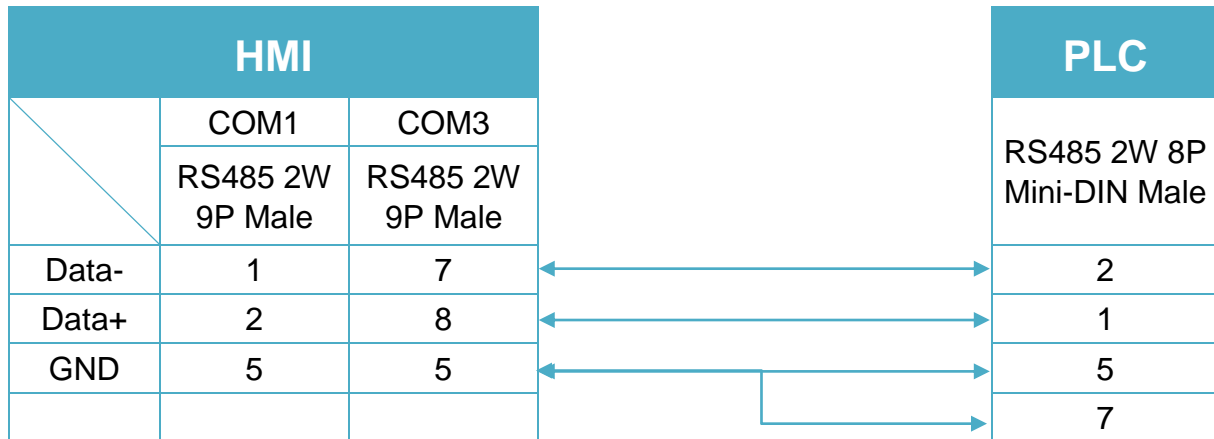 HMI PLC
COM1 COM3
RS485 2W RS485 2W
9P Male 9P Male
RS485 2W 8P
Mini-DIN Male
Data- 1 7 2
Data+ 2 8 1
GND 5 5 5
7